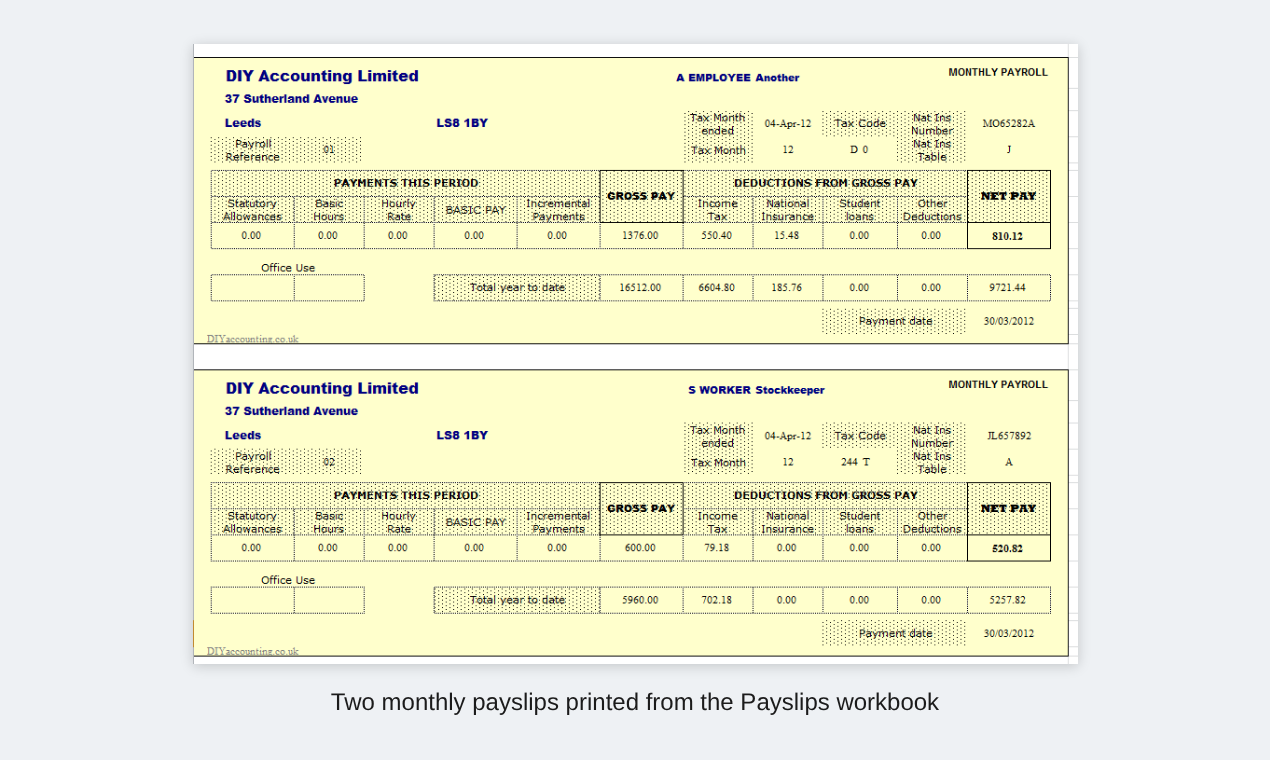 DIY Accounting Limited
A EMPLOYEE Another
MONTHLY PAYROLL
37 Sutherland Avenue
Leeds LS8 1BY
Tax Month ended 04-Apr-12 Tax Code Nat Ins Number MO65282A
Payroll Reference 01
Tax Month 12 D 0 Nat Ins Table J
PAYMENTS THIS PERIOD GROSS PAY DEDUCTIONS FROM GROSS PAY NET PAY
Statutory Allowances Basic Hours Hourly Rate BASIC PAY Incremental Payments Income Tax National Insurance Student loans Other Deductions
0.00 0.00 0.00 0.00 0.00 1376.00 550.40 15.48 0.00 0.00 810.12
Office Use
Total year to date 16512.00 6604.80 185.76 0.00 0.00 9721.44
Payment date 30/03/2012
DIYaccounting.co.uk
DIY Accounting Limited
S WORKER Stockkeeper
MONTHLY PAYROLL
37 Sutherland Avenue
Leeds LS8 1BY
Tax Month ended 04-Apr-12 Tax Code Nat Ins Number JL657892
Payroll Reference 02
Tax Month 12 244 T Nat Ins Table A
PAYMENTS THIS PERIOD GROSS PAY DEDUCTIONS FROM GROSS PAY NET PAY
Statutory Allowances Basic Hours Hourly Rate BASIC PAY Incremental Payments Income Tax National Insurance Student loans Other Deductions
0.00 0.00 0.00 0.00 0.00 600.00 79.18 0.00 0.00 0.00 520.82
Office Use
Total year to date 5960.00 702.18 0.00 0.00 0.00 5257.82
Payment date 30/03/2012
DIYaccounting.co.uk
Two monthly payslips printed from the Payslips workbook